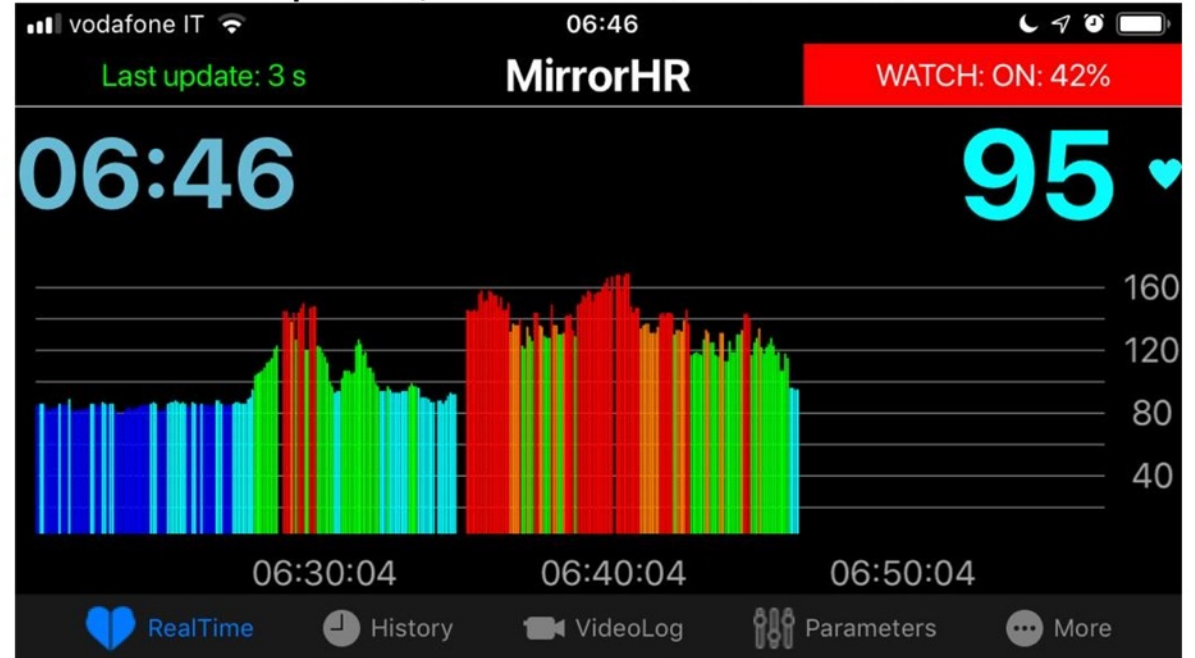 vodafone IT 06:46
Last update: 3 s MirrorHR WATCH: ON: 42%
06:46 95
160
120
80
40
06:30:04 06:40:04 06:50:04
RealTime History VideoLog Parameters More